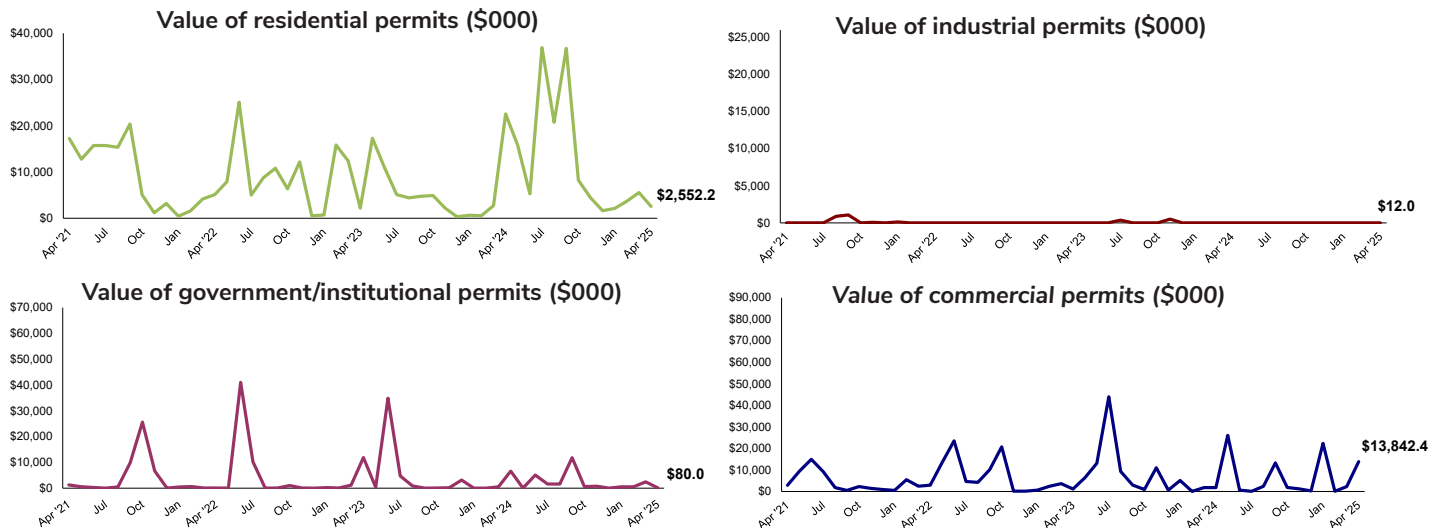 Value of residential permits ($000)
$40,000
$30,000
$20,000
$10,000
$0
$2,552.2
Apr '21
Jul
Oct
Jan
Apr '22
Jul
Oct
Jan
Apr '23
Jul
Oct
Jan
Apr '24
Jul
Oct
Jan
Apr '25
Value of industrial permits ($000)
$25,000
$20,000
$15,000
$10,000
$5,000
$0
$12.0
Apr '21
Jul
Oct
Jan
Apr '22
Jul
Oct
Jan
Apr '23
Jul
Oct
Jan
Apr '24
Jul
Oct
Jan
Apr '25
Value of government/institutional permits ($000)
$70,000
$60,000
$50,000
$40,000
$30,000
$20,000
$10,000
$0
$80.0
Apr '21
Jul
Oct
Jan
Apr '22
Jul
Oct
Jan
Apr '23
Jul
Oct
Jan
Apr '24
Jul
Oct
Jan
Apr '25
Value of commercial permits ($000)
$90,000
$80,000
$70,000
$60,000
$50,000
$40,000
$30,000
$20,000
$10,000
$0
$13,842.4
Apr '21
Jul
Oct
Jan
Apr '22
Jul
Oct
Jan
Apr '23
Jul
Oct
Jan
Apr '24
Jul
Oct
Jan
Apr '25